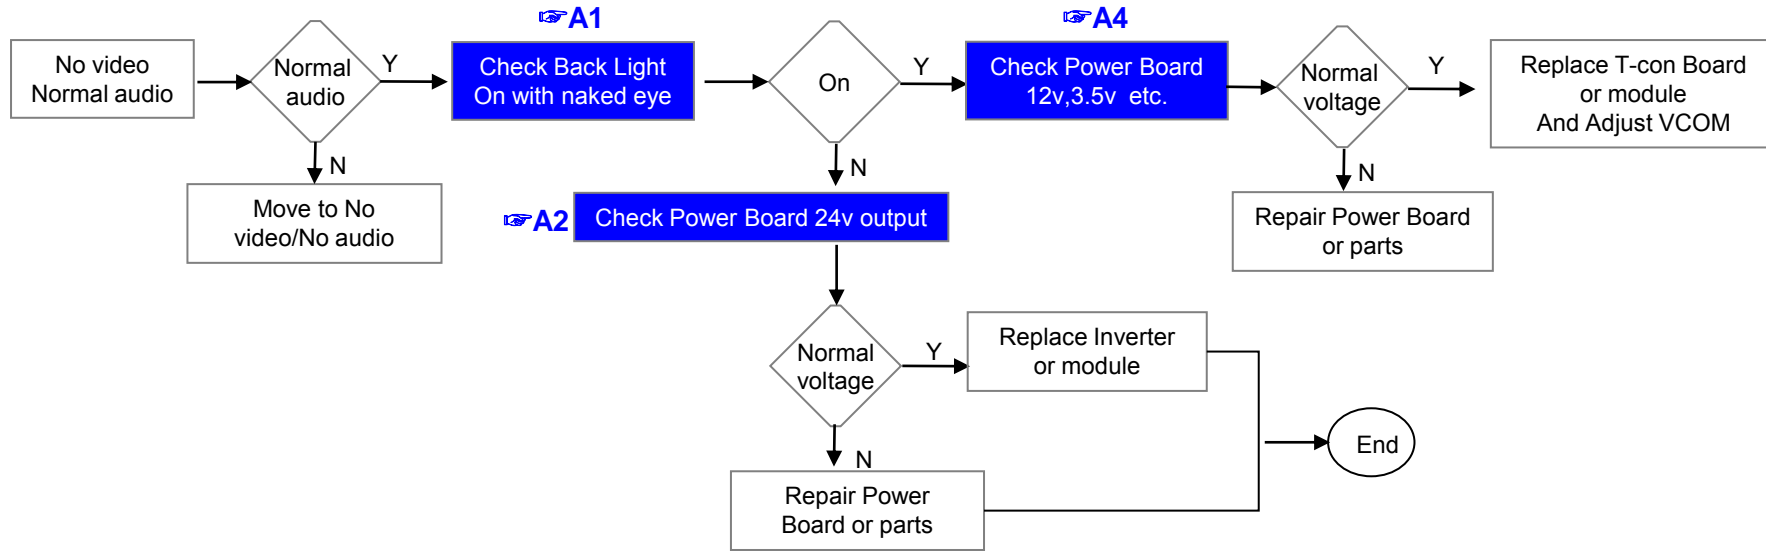 ☞A1
☞A4
No video
Normal audio
Normal
audio
Y
Check Back Light
On with naked eye
On
Y
Check Power Board
12v,3.5v etc.
Normal
voltage
Y
Replace T-con Board
or module
And Adjust VCOM
N
N
N
Move to No
video/No audio
☞A2
Check Power Board 24v output
Repair Power Board
or parts
Normal
voltage
Y
Replace Inverter
or module
End
N
Repair Power
Board or parts